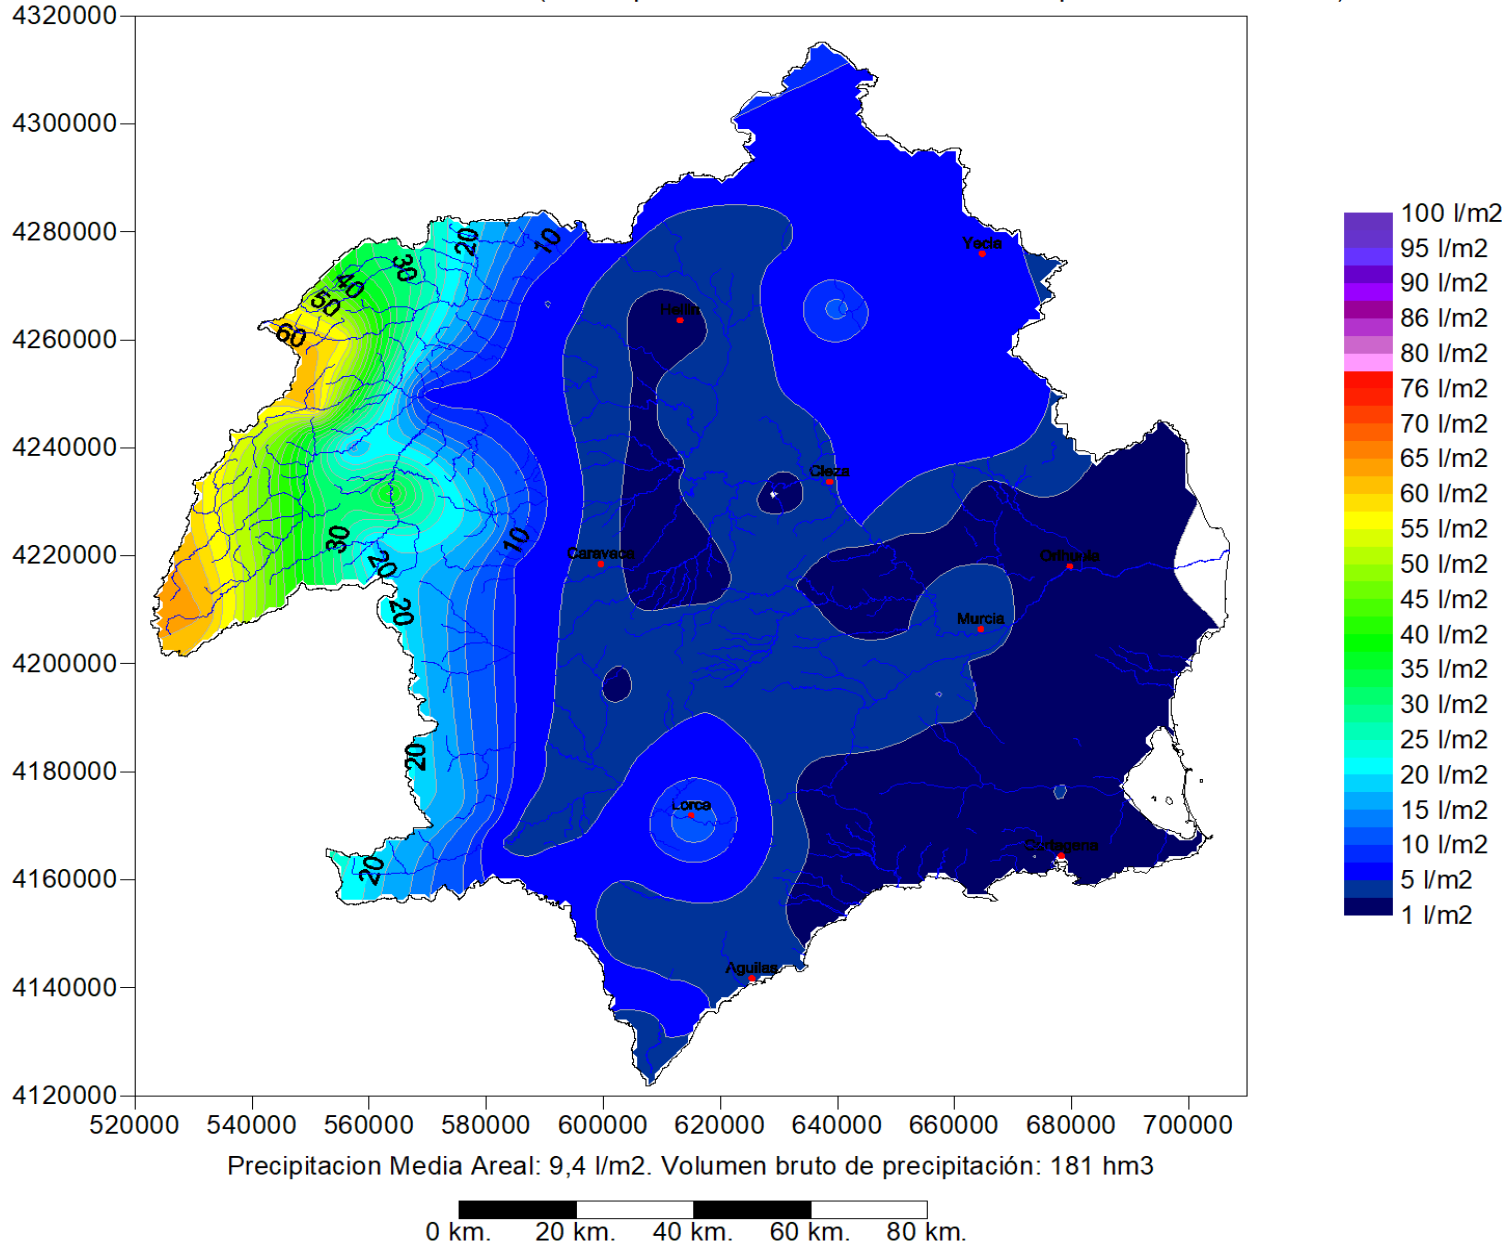 4320000
4300000
4280000
4260000
4240000
4220000
4200000
4180000
4160000
4140000
4120000
520000 540000 560000 580000 600000 620000 640000 660000 680000 700000
20
10
30
40
50
60
Yecla
Hellin
Cieza
10
30
20
Caravaca
Orihuela
20
Murcia
20
Lorca
Cartagena
20
Aguilas
100 l/m2
95 l/m2
90 l/m2
86 l/m2
80 l/m2
76 l/m2
70 l/m2
65 l/m2
60 l/m2
55 l/m2
50 l/m2
45 l/m2
40 l/m2
35 l/m2
30 l/m2
25 l/m2
20 l/m2
15 l/m2
10 l/m2
5 l/m2
1 l/m2
Precipitacion Media Areal: 9,4 l/m2. Volumen bruto de precipitación: 181 hm3
0 km. 20 km. 40 km. 60 km. 80 km.